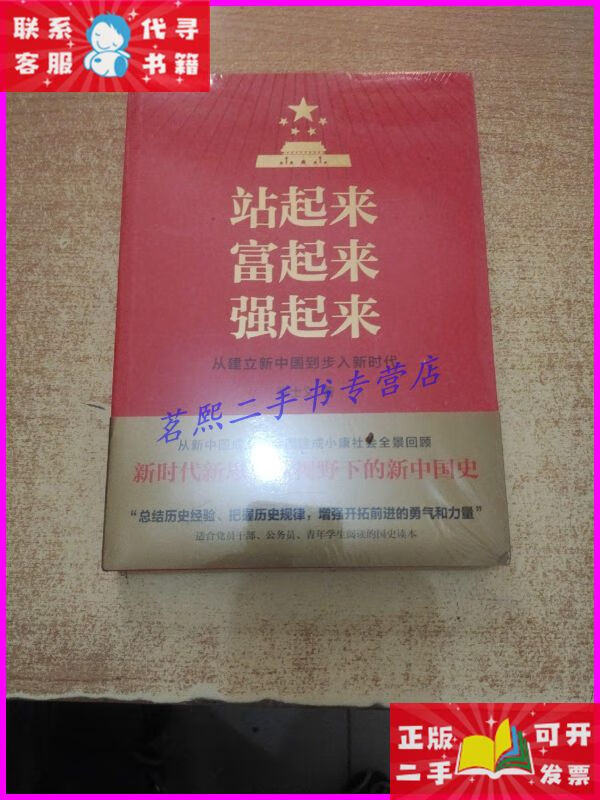 联系 代寻
客服 书籍
站起来
富起来
强起来
从建立新中国到步入新时代
茗熙二手书专营店
从新中国成 建成小康社会全景回顾
新时代新 野下的新中国史
“总结历史经验、把握历史规律，增强开拓前进的勇气和力量”
适合党员干部、公务员、青年学生阅读的国史读本
正版 可开
二手 发票